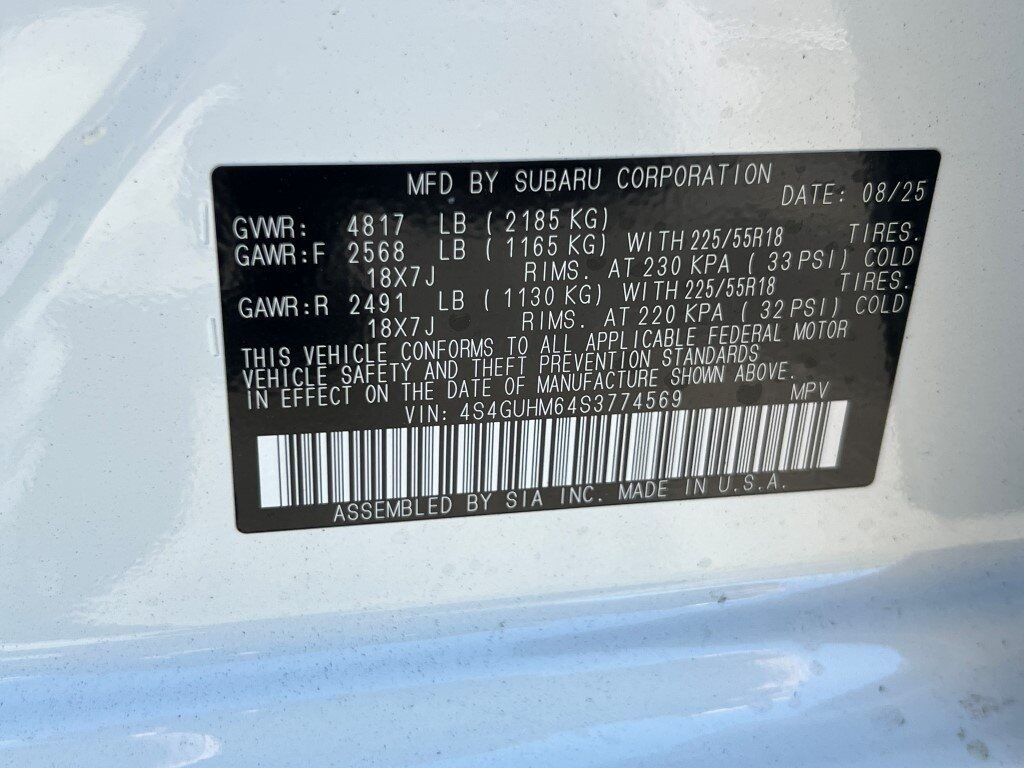 MFD BY SUBARU CORPORATION DATE: 08/25
GVWR: 4817 LB ( 2185 KG)
GAWR:F 2568 LB ( 1165 KG) WITH 225/55R18 TIRES.
18X7J RIMS. AT 230 KPA ( 33 PSI) COLD
GAWR:R 2491 LB ( 1130 KG) WITH 225/55R18 TIRES.
18X7J RIMS. AT 220 KPA ( 32 PSI) COLD
THIS VEHICLE CONFORMS TO ALL APPLICABLE FEDERAL MOTOR
VEHICLE SAFETY AND THEFT PREVENTION STANDARDS
IN EFFECT ON THE DATE OF MANUFACTURE SHOWN ABOVE.
VIN: 4S4GUHM64S3774569 MPV
ASSEMBLED BY SIA INC. MADE IN U.S.A.